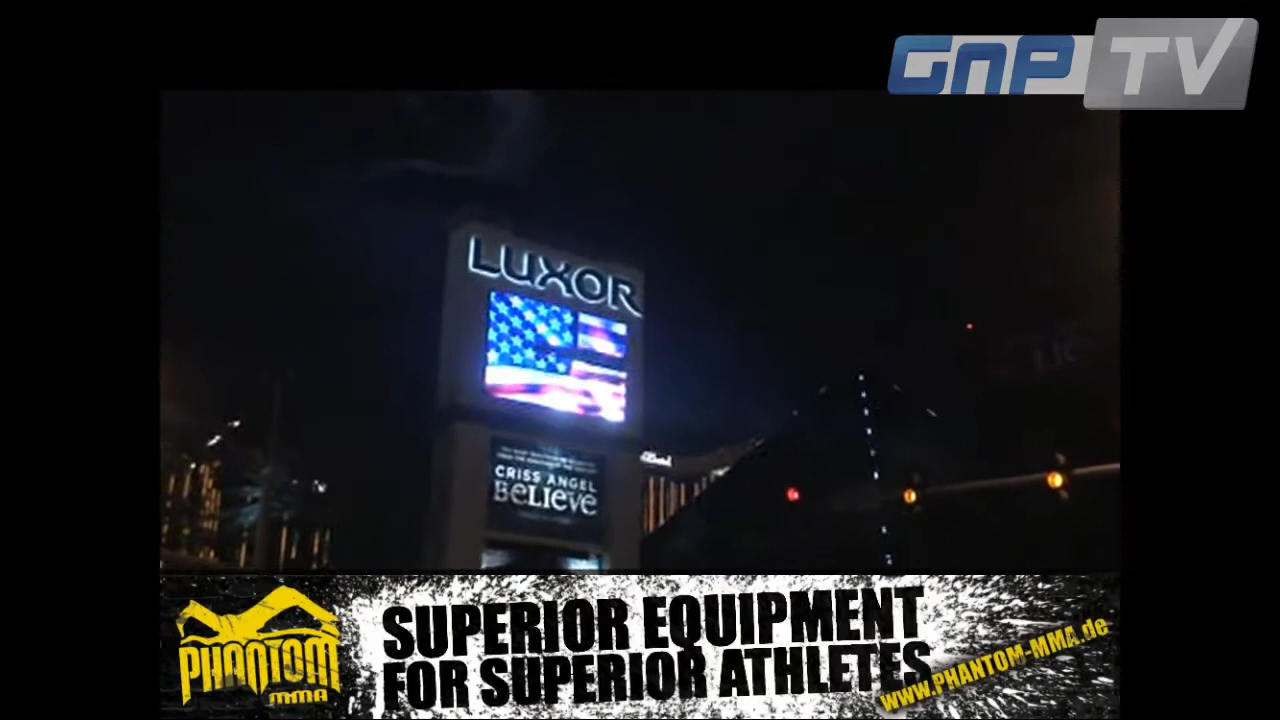 GNP TV
LUXOR
CRISS ANGEL
BeLIeve
PHANTOM
MMA
SUPERIOR EQUIPMENT
FOR SUPERIOR ATHLETES
www.PHANTOM-MMA.de